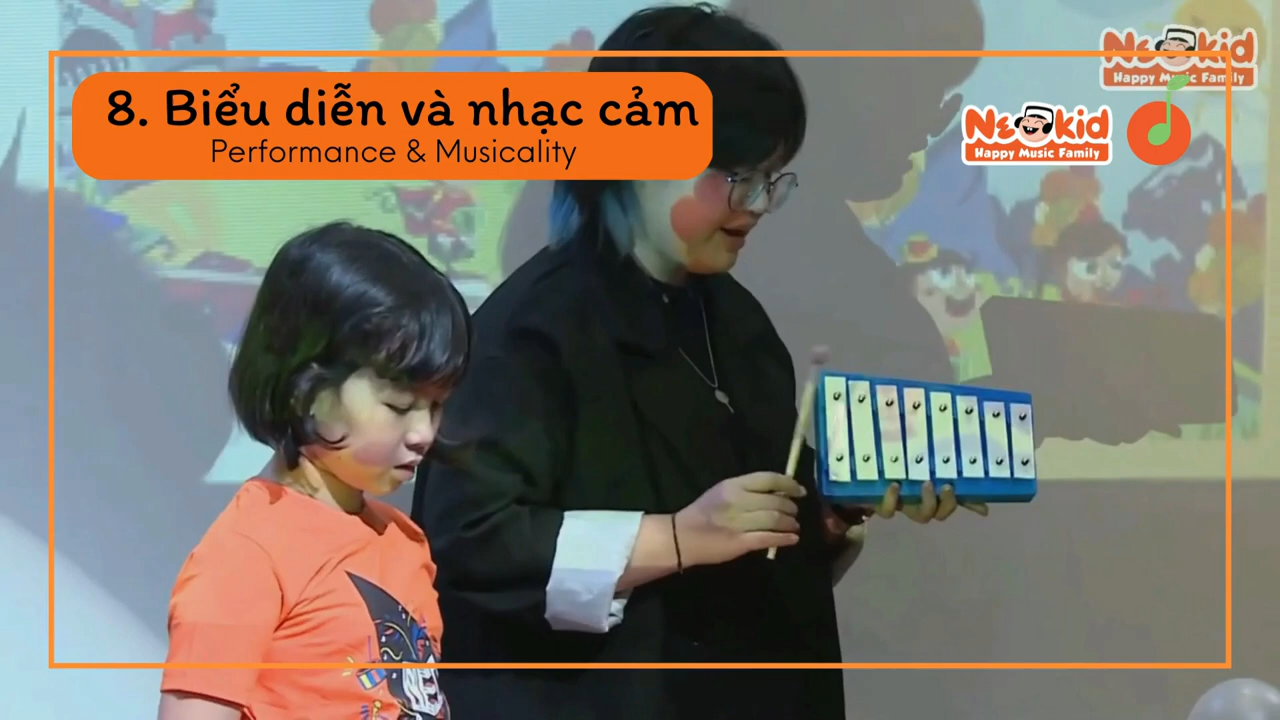 8. Biểu diễn và nhạc cảm
Performance & Musicality
Neokid
Happy Music Family
Neokid
Happy Music Family